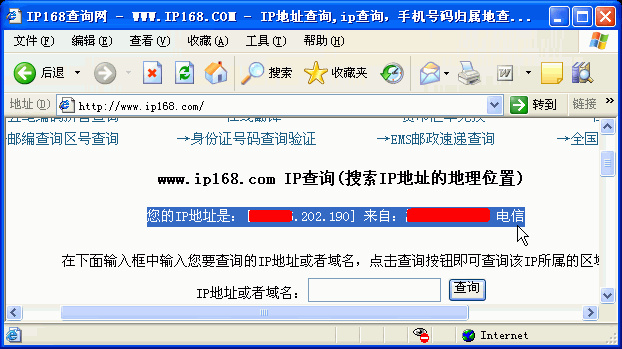 IP168查询网 - WWW.IP168.COM - IP地址查询,ip查询，手机号码归属地查...
文件(F) 编辑(E) 查看(V) 收藏(A) 工具(T) 帮助(H)
后退 搜索 收藏夹
地址(D) http://www.ip168.com/ 转到 链接 »
邮编查询区号查询 →身份证号码查询验证 →EMS邮政速递查询 →全国
www.ip168.com IP查询(搜索IP地址的地理位置)
您的IP地址是：[ .202.190] 来自： 电信
在下面输入框中输入您要查询的IP地址或者域名，点击查询按钮即可查询该IP所属的区域
IP地址或者域名： 查询
Internet